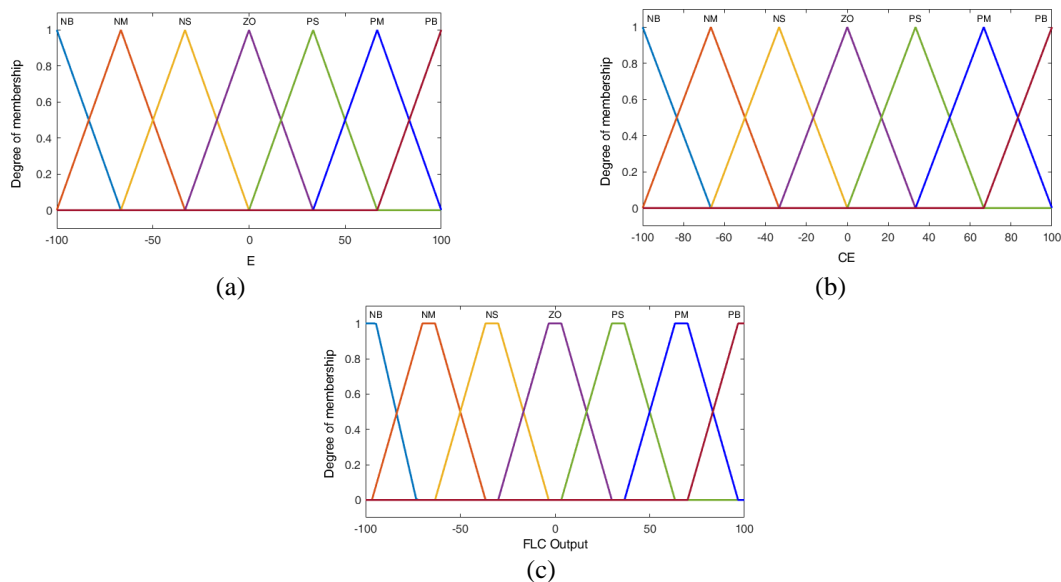 NB NM NS ZO PS PM PB
1
0.8
0.6
0.4
0.2
0
Degree of membership
-100 -50 0 50 100
E
(a)
NB NM NS ZO PS PM PB
1
0.8
0.6
0.4
0.2
0
Degree of membership
-100 -80 -60 -40 -20 0 20 40 60 80 100
CE
(b)
NB NM NS ZO PS PM PB
1
0.8
0.6
0.4
0.2
0
Degree of membership
-100 -50 0 50 100
FLC Output
(c)